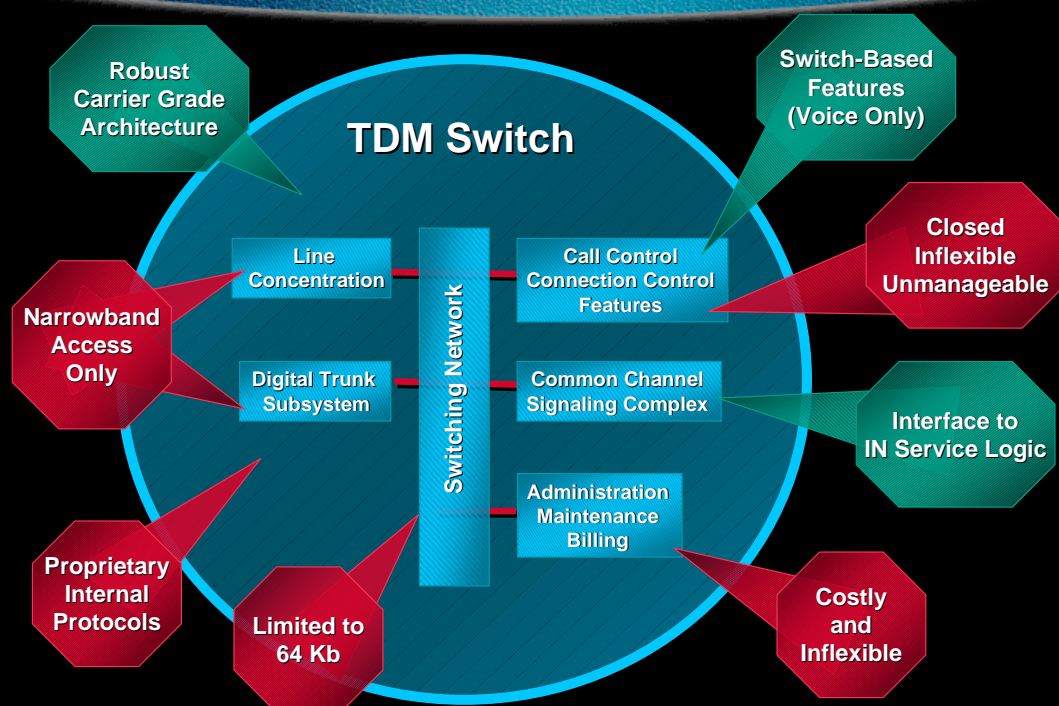 Robust
Carrier Grade
Architecture
Switch-Based
Features
(Voice Only)
TDM Switch
Closed
Inflexible
Unmanageable
Line
Concentration
Switching Network
Call Control
Connection Control
Features
Narrowband
Access
Only
Digital Trunk
Subsystem
Common Channel
Signaling Complex
Interface to
IN Service Logic
Administration
Maintenance
Billing
Proprietary
Internal
Protocols
Limited to
64 Kb
Costly
and
Inflexible